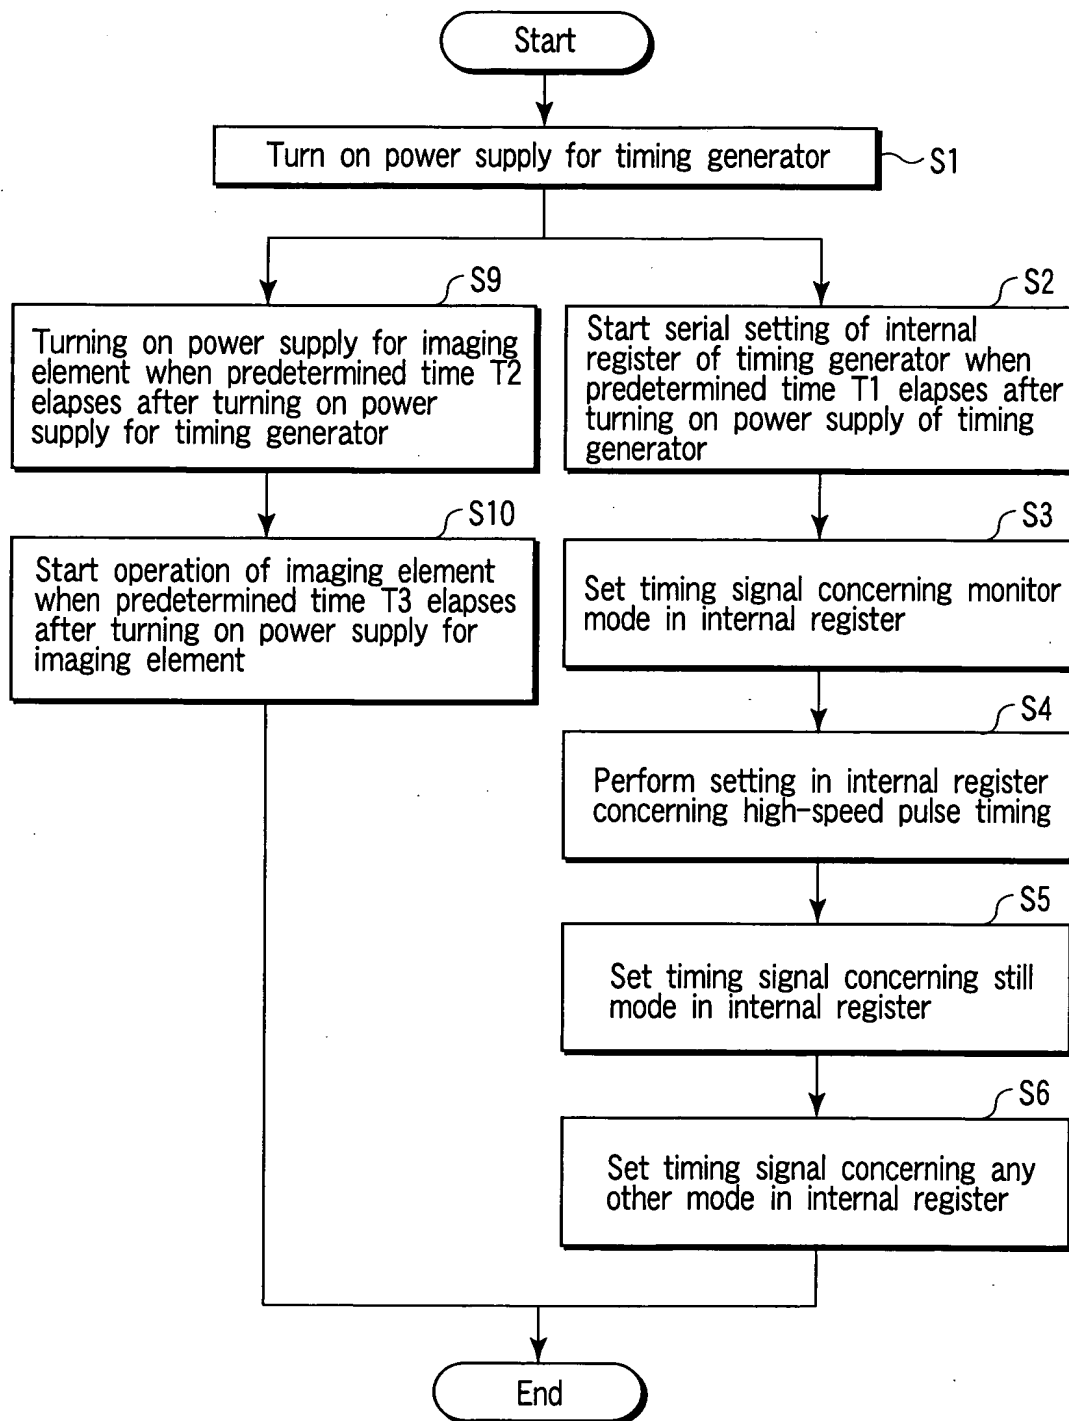 Start
Turn on power supply for timing generator
S1
S9
Turning on power supply for imaging
element when predetermined time T2
elapses after turning on power
supply for timing generator
S10
Start operation of imaging element
when predetermined time T3 elapses
after turning on power supply for
imaging element
S2
Start serial setting of internal
register of timing generator when
predetermined time T1 elapses after
turning on power supply of timing
generator
S3
Set timing signal concerning monitor
mode in internal register
S4
Perform setting in internal register
concerning high-speed pulse timing
S5
Set timing signal concerning still
mode in internal register
S6
Set timing signal concerning any
other mode in internal register
End